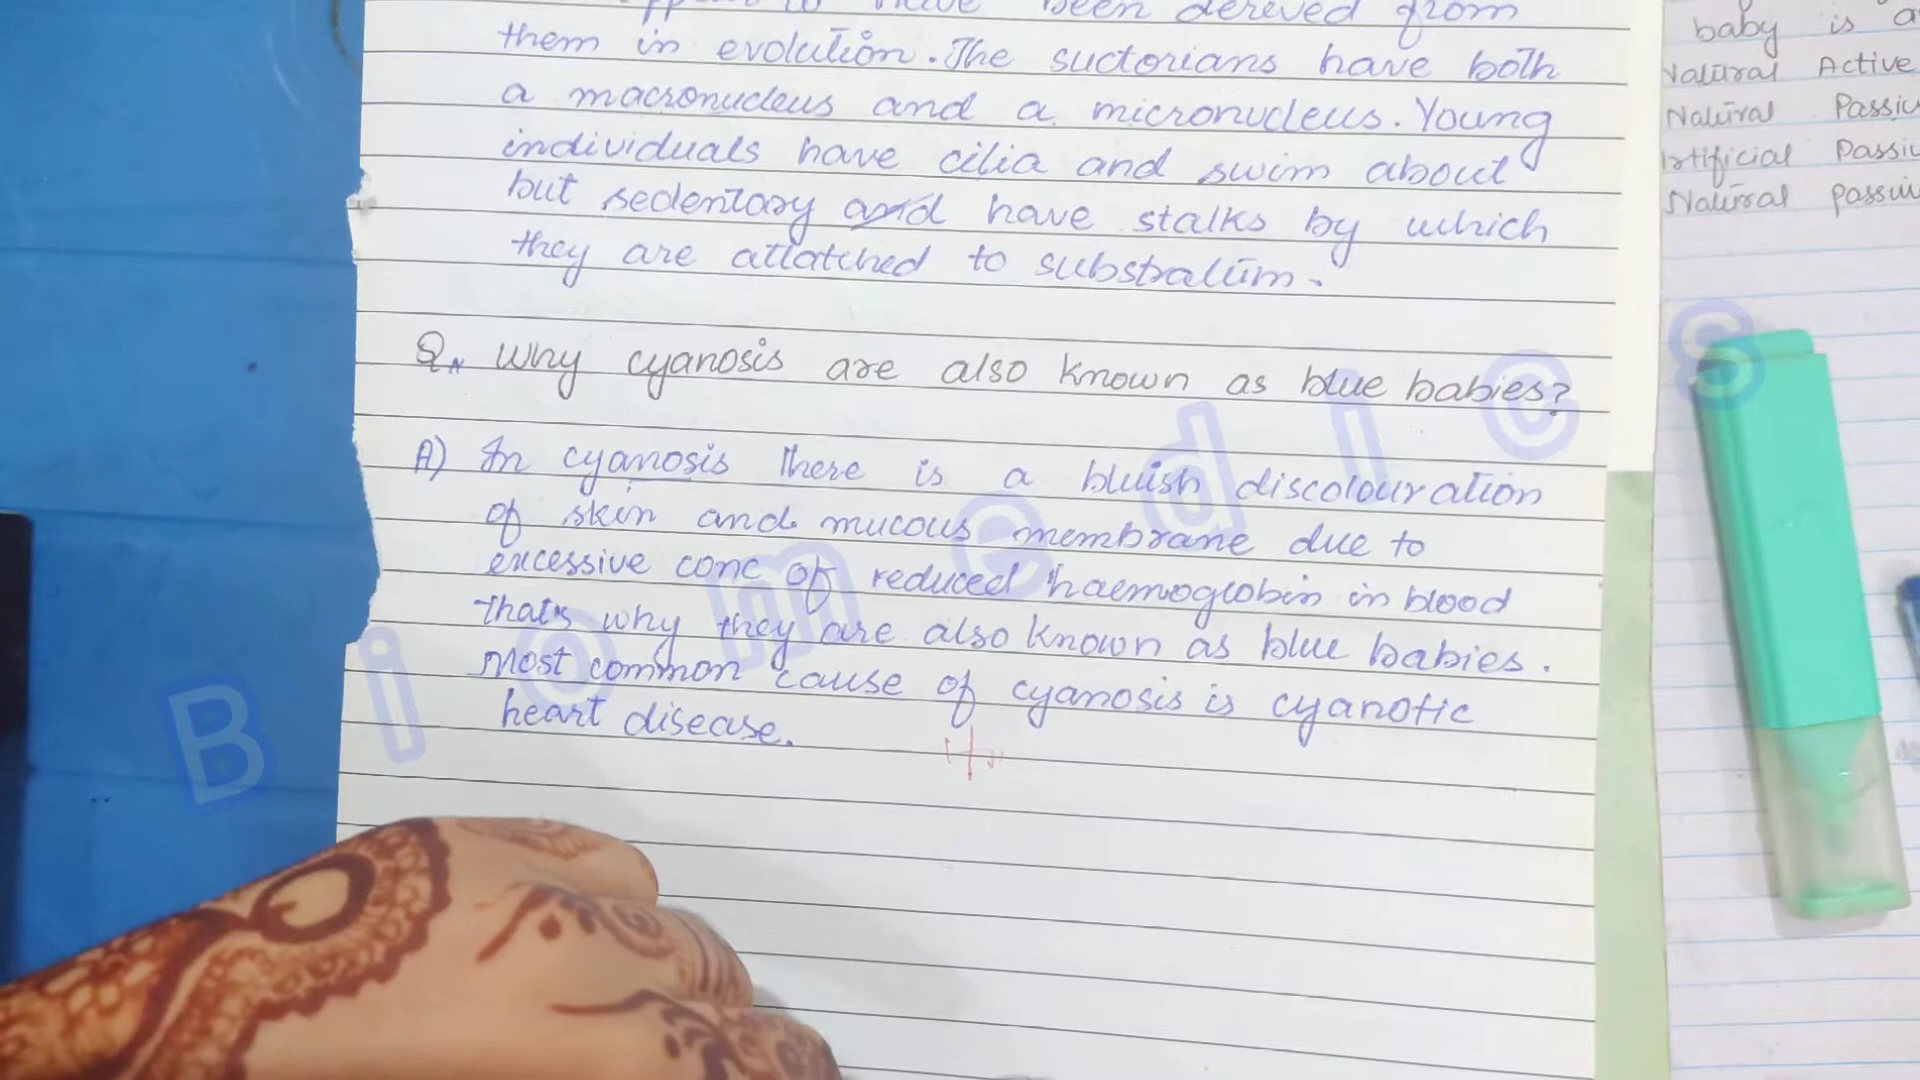 been dereved from
them in evolution. The suctorians have both
a macronucleus and a micronucleus. Young
individuals have cilia and swim about
but sedentary and have stalks by which
they are attatched to substratum.
Q. Why cyanosis are also known as blue babies?
A) In cyanosis there is a bluish discolouration
of skin and mucous membrane due to
excessive conc of reduced haemoglobin in blood
that's why they are also known as blue babies.
Most common cause of cyanosis is cyanotic
heart disease.
baby is
Natural Active
Natural
Artificial
Natural
Biomedics